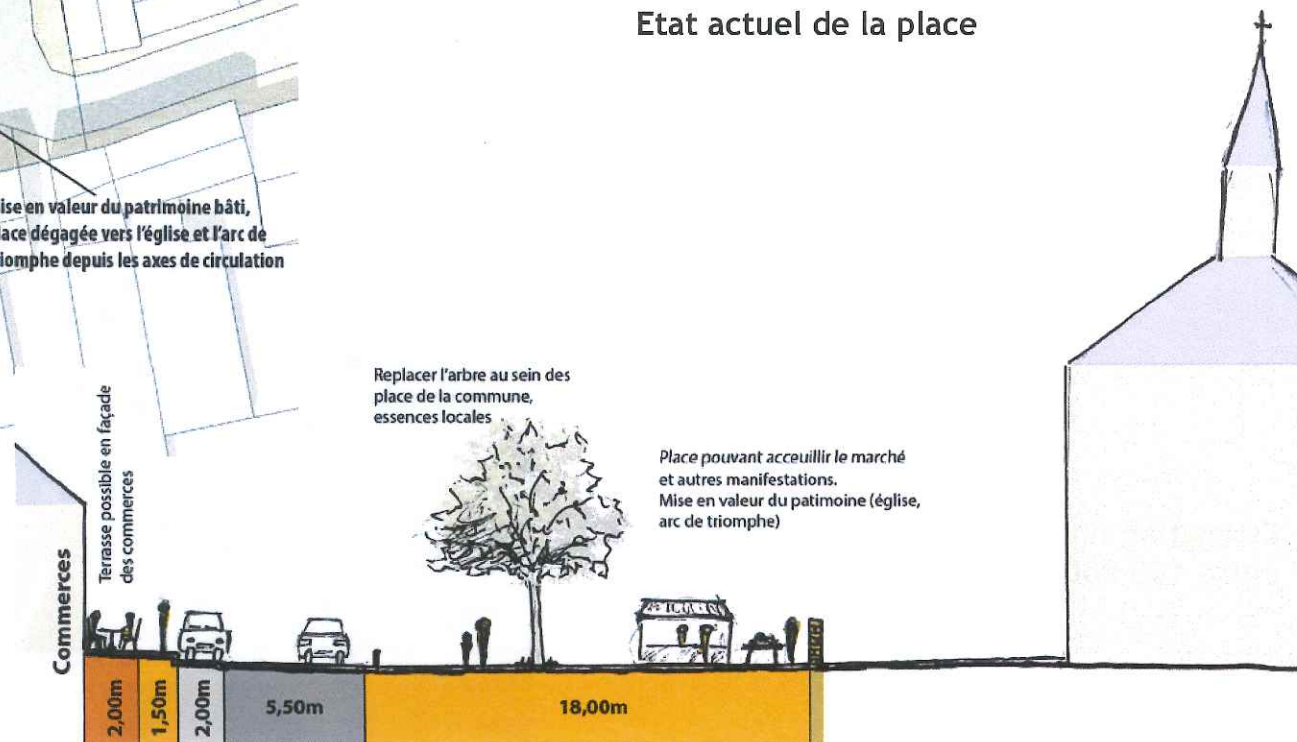 Etat actuel de la place
ise en valeur du patrimoine bâti,
lace dégagée vers l'église et l'arc de
iomphe depuis les axes de circulation
Replacer l'arbre au sein des
place de la commune,
essences locales
Place pouvant acceuillir le marché
et autres manifestations.
Mise en valeur du patimoine (église,
arc de triomphe)
Terrasse possible en façade
des commerces
Commerces
2,00m
1,50m
2,00m
5,50m
18,00m